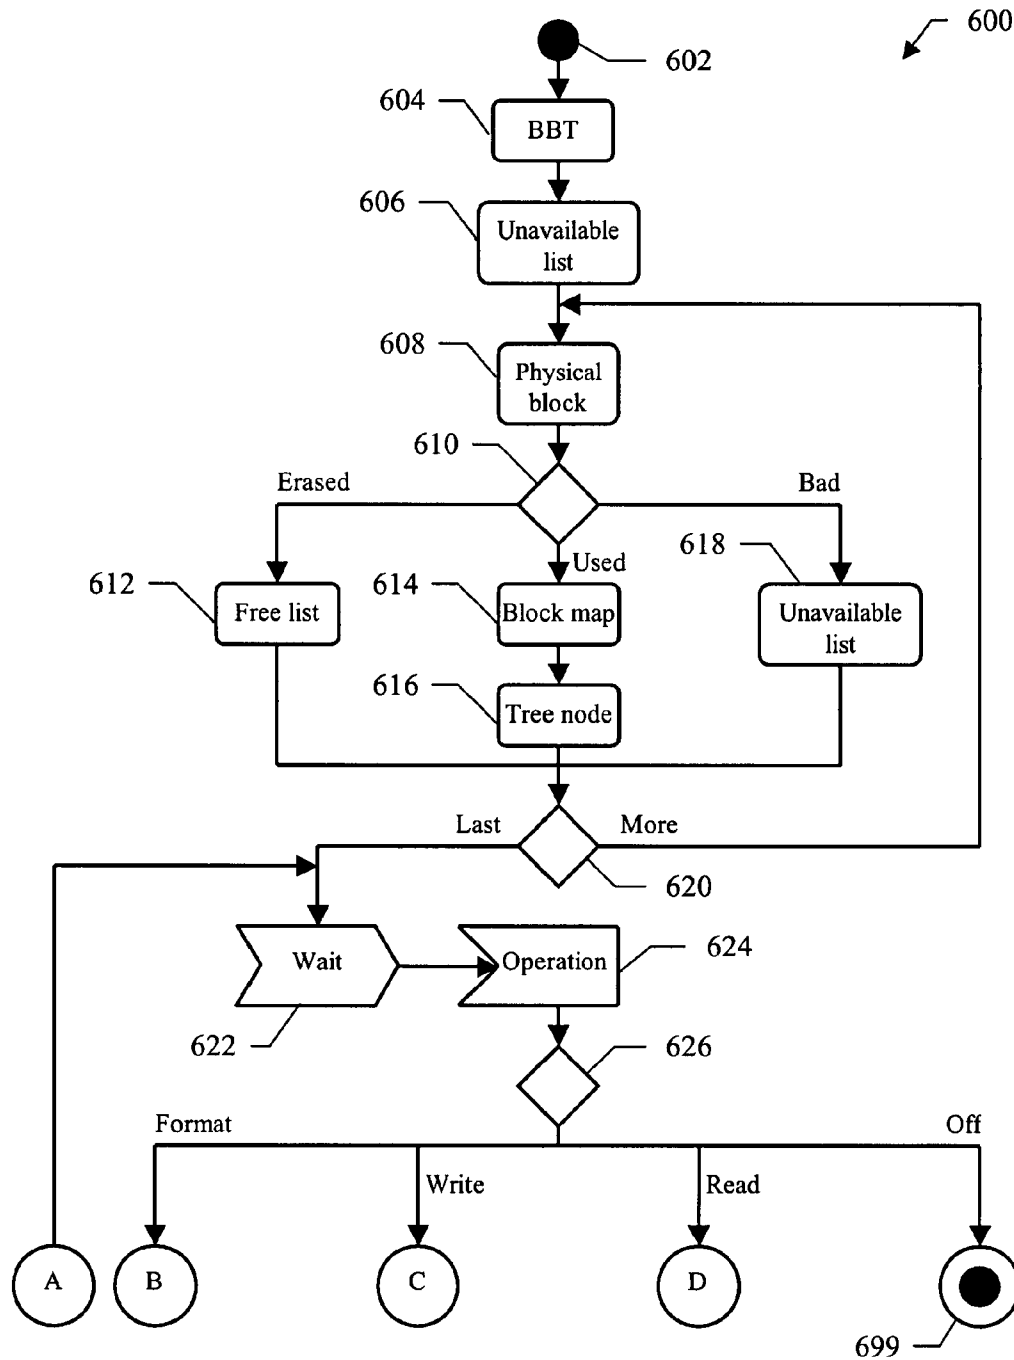 600
602
604
BBT
606
Unavailable
list
608
Physical
block
610
Erased
Bad
Used
618
612
614
Free list
Block map
Unavailable
list
616
Tree node
Last
More
620
Wait
Operation
624
622
626
Format
Off
Write
Read
A
B
C
D
699